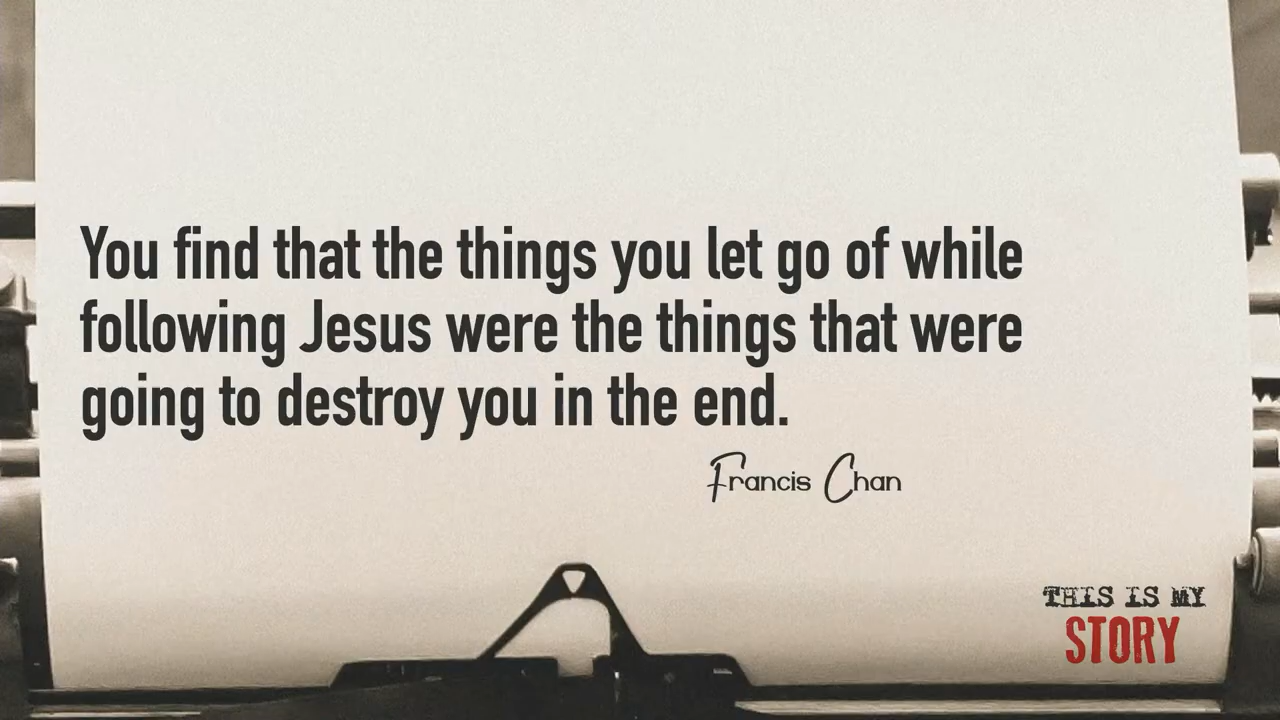 You find that the things you let go of while
following Jesus were the things that were
going to destroy you in the end.
Francis Chan
THIS IS MY
STORY